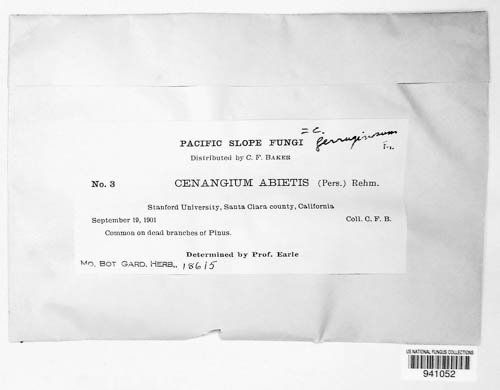 = C.
ferruginosum
Fr.
PACIFIC SLOPE FUNGI
Distributed by C. F. BAKER
No. 3 CENANGIUM ABIETIS (Pers.) Rehm.
Stanford University, Santa Clara county, California
September 19, 1901 Coll. C. F. B.
Common on dead branches of Pinus.
Determined by Prof. Earle
MO. BOT GARD. HERB., 18615
US NATIONAL FUNGUS COLLECTIONS
941052